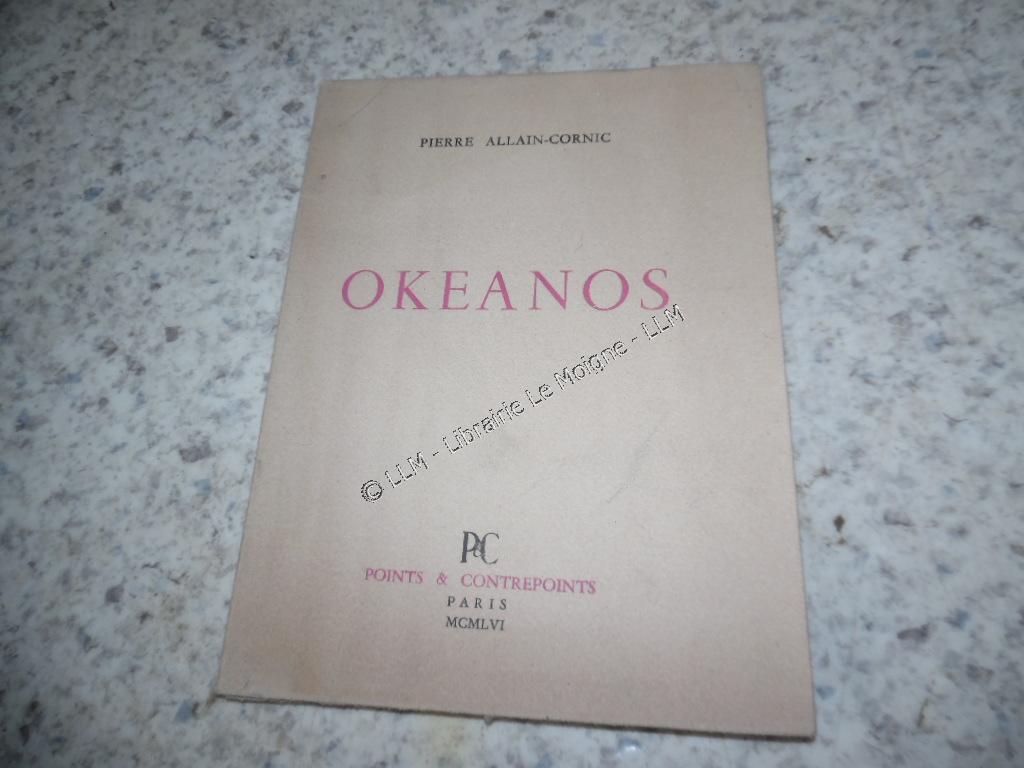 PIERRE ALLAIN-CORNIC
OKEANOS
© LLM - Librairie Le Moigne - LLM
P&C
POINTS & CONTREPOINTS
PARIS
MCMLVI